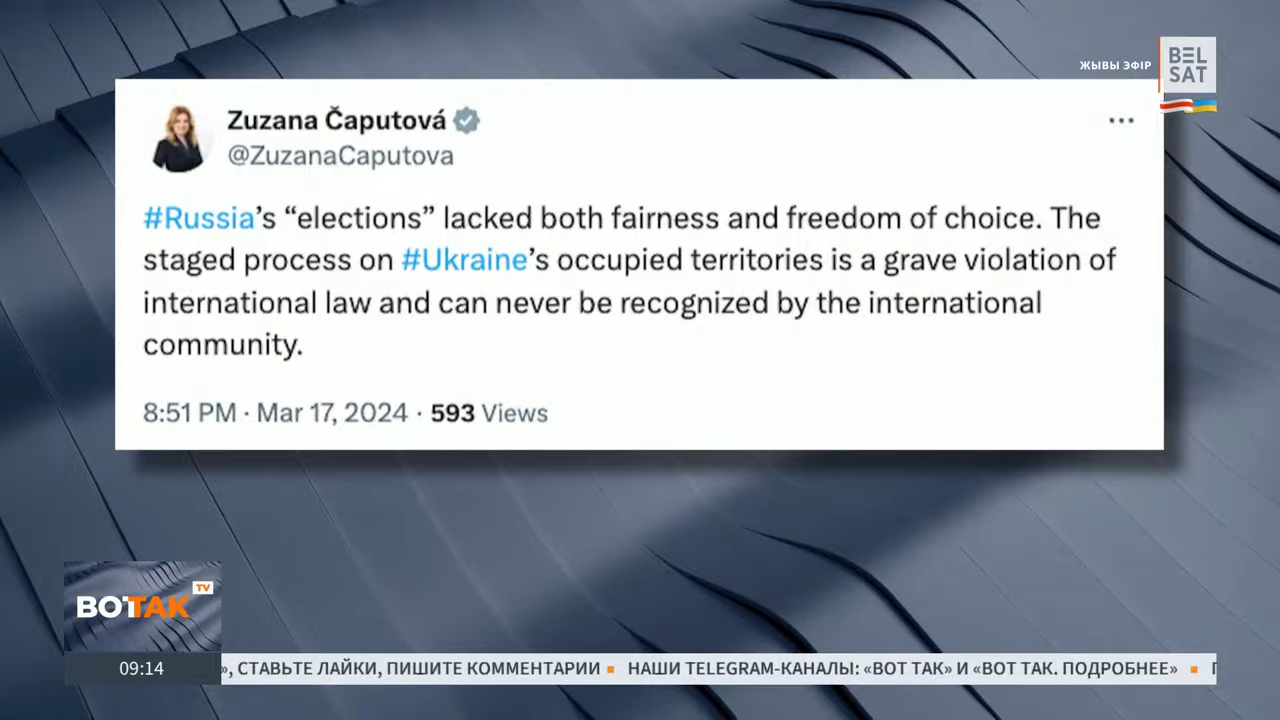 ЖЫВЫ ЭФІР
BEL
SAT
Zuzana Čaputová
@ZuzanaCaputova
#Russia’s “elections” lacked both fairness and freedom of choice. The
staged process on #Ukraine’s occupied territories is a grave violation of
international law and can never be recognized by the international
community.
8:51 PM · Mar 17, 2024 · 593 Views
ВОТТАК TV
09:14
», СТАВЬТЕ ЛАЙКИ, ПИШИТЕ КОММЕНТАРИИ ▪ НАШИ TELEGRAM-КАНАЛЫ: «ВОТ ТАК» И «ВОТ ТАК. ПОДРОБНЕЕ» ▪